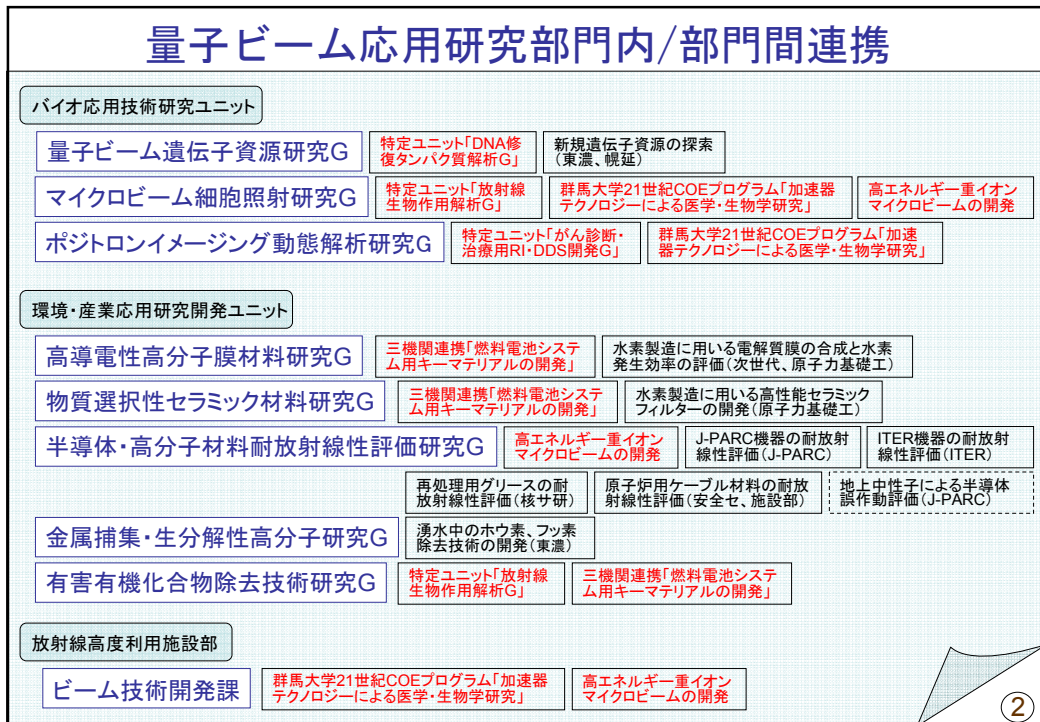 量子ビーム応用研究部門内/部門間連携
バイオ応用技術研究ユニット
量子ビーム遺伝子資源研究G
特定ユニット「DNA修
復タンパク質解析G」
新規遺伝子資源の探索
(東濃、幌延)
マイクロビーム細胞照射研究G
特定ユニット「放射線
生物作用解析G」
群馬大学21世紀COEプログラム「加速器
テクノロジーによる医学・生物学研究」
高エネルギー重イオン
マイクロビームの開発
ポジトロンイメージング動態解析研究G
特定ユニット「がん診断・
治療用RI・DDS開発G」
群馬大学21世紀COEプログラム「加速
器テクノロジーによる医学・生物学研究」
環境・産業応用研究開発ユニット
高導電性高分子膜材料研究G
三機関連携「燃料電池システ
ム用キーマテリアルの開発」
水素製造に用いる電解質膜の合成と水素
発生効率の評価(次世代、原子力基礎工)
物質選択性セラミック材料研究G
三機関連携「燃料電池システ
ム用キーマテリアルの開発」
水素製造に用いる高性能セラミック
フィルターの開発(原子力基礎工)
半導体・高分子材料耐放射線性評価研究G
高エネルギー重イオン
マイクロビームの開発
J-PARC機器の耐放射
線性評価(J-PARC)
ITER機器の耐放射
線性評価(ITER)
再処理用グリースの耐
放射線性評価(核サ研)
原子炉用ケーブル材料の耐放
射線性評価(安全セ、施設部)
地上中性子による半導体
誤作動評価(J-PARC)
金属捕集・生分解性高分子研究G
湧水中のホウ素、フッ素
除去技術の開発(東濃)
有害有機化合物除去技術研究G
特定ユニット「放射線
生物作用解析G」
三機関連携「燃料電池システ
ム用キーマテリアルの開発」
放射線高度利用施設部
ビーム技術開発課
群馬大学21世紀COEプログラム「加速器
テクノロジーによる医学・生物学研究」
高エネルギー重イオン
マイクロビームの開発
②